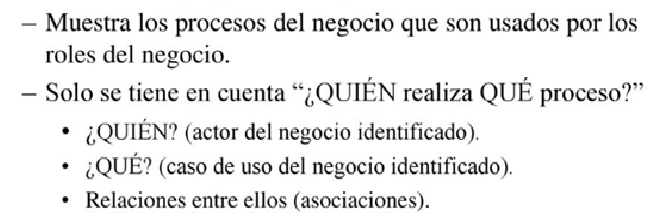 – Muestra los procesos del negocio que son usados por los
roles del negocio.
– Solo se tiene en cuenta “¿QUIÉN realiza QUÉ proceso?”
• ¿QUIÉN? (actor del negocio identificado).
• ¿QUÉ? (caso de uso del negocio identificado).
• Relaciones entre ellos (asociaciones).